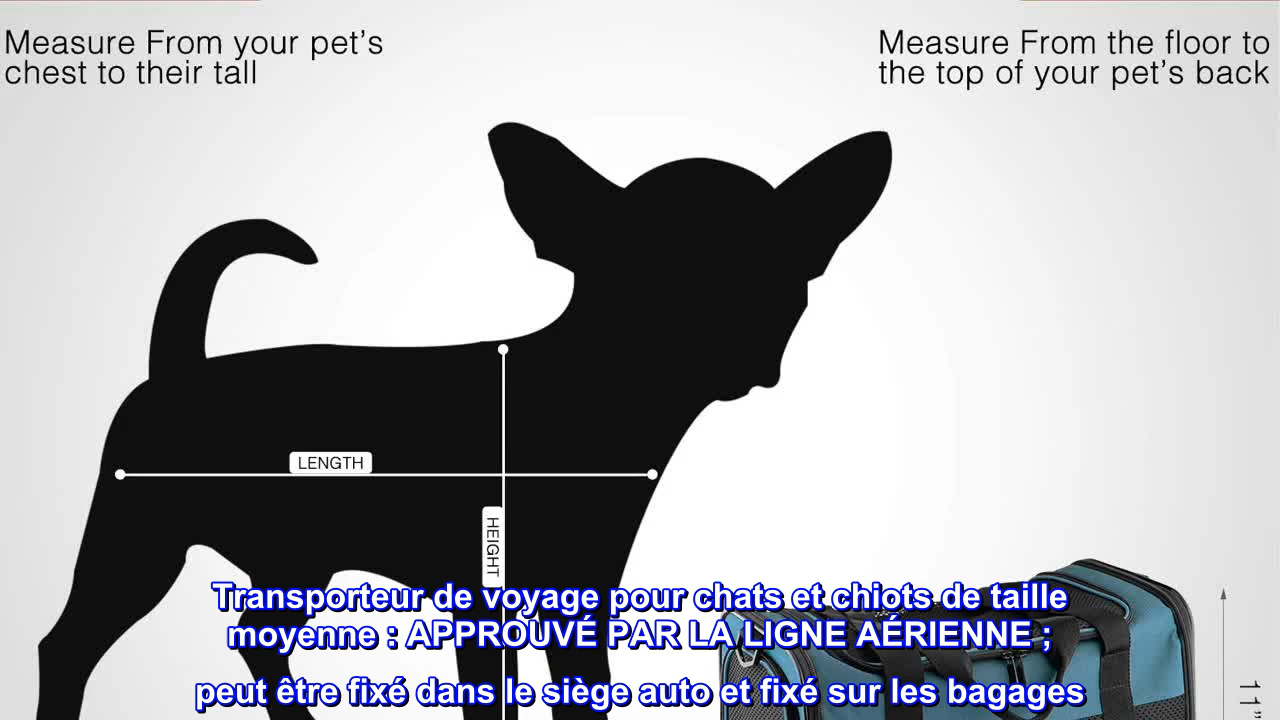 Measure From your pet's
chest to their tall
Measure From the floor to
the top of your pet's back
LENGTH
HEIGHT
Transporteur de voyage pour chats et chiots de taille
moyenne : APPROUVÉ PAR LA LIGNE AÉRIENNE ;
peut être fixé dans le siège auto et fixé sur les bagages
11"